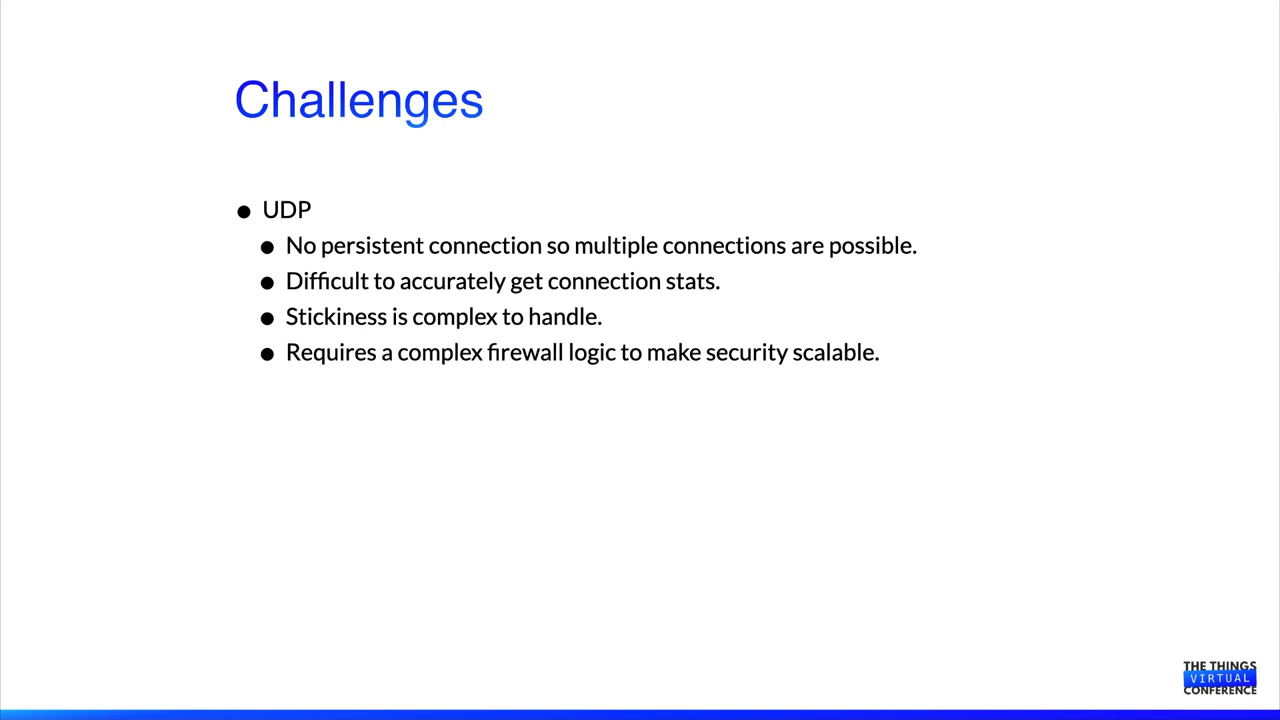 Challenges
● UDP
● No persistent connection so multiple connections are possible.
● Difficult to accurately get connection stats.
● Stickiness is complex to handle.
● Requires a complex firewall logic to make security scalable.
THE THINGS
VIRTUAL
CONFERENCE